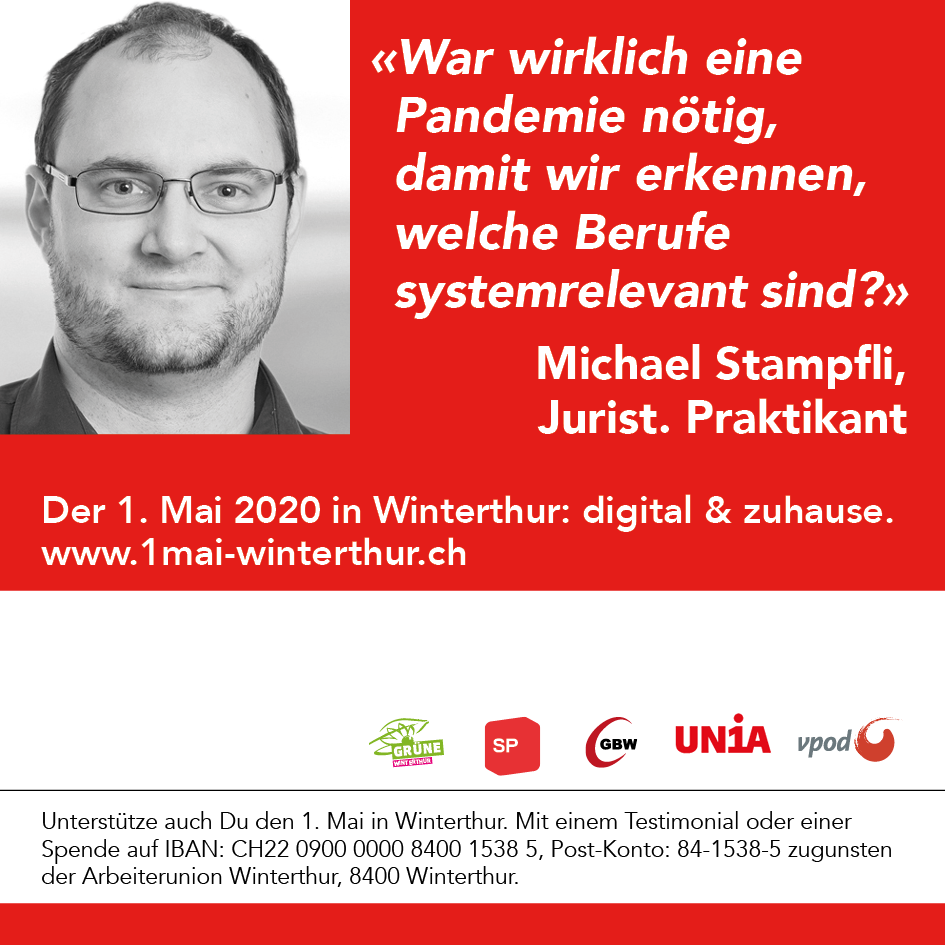 «War wirklich eine
Pandemie nötig,
damit wir erkennen,
welche Berufe
systemrelevant sind?»
Michael Stampfli,
Jurist. Praktikant
Der 1. Mai 2020 in Winterthur: digital & zuhause.
www.1mai-winterthur.ch
GRÜNE
WINTERTHUR
SP
GBW
UNiA
vpod
Unterstütze auch Du den 1. Mai in Winterthur. Mit einem Testimonial oder einer
Spende auf IBAN: CH22 0900 0000 8400 1538 5, Post-Konto: 84-1538-5 zugunsten
der Arbeiterunion Winterthur, 8400 Winterthur.